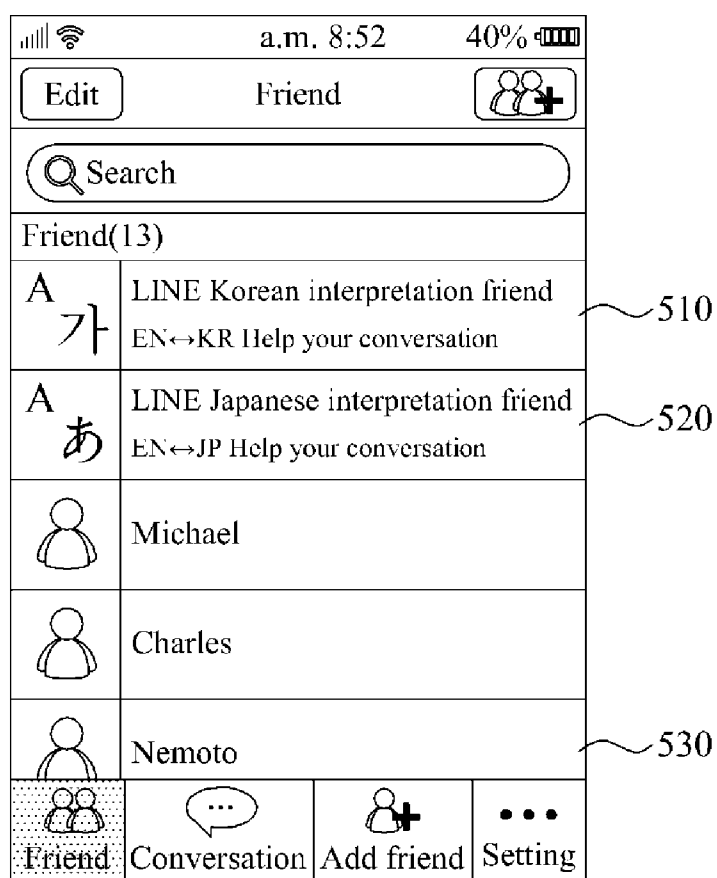 a.m. 8:52 40%
Edit Friend
Search
Friend(13)
A 가
LINE Korean interpretation friend
EN↔KR Help your conversation
510
A あ
LINE Japanese interpretation friend
EN↔JP Help your conversation
520
Michael
Charles
Nemoto
530
Friend Conversation Add friend Setting